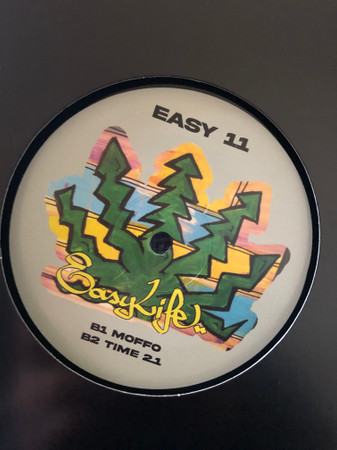 EASY 11
EasyLife!
B1 MOFFO
B2 TIME 21